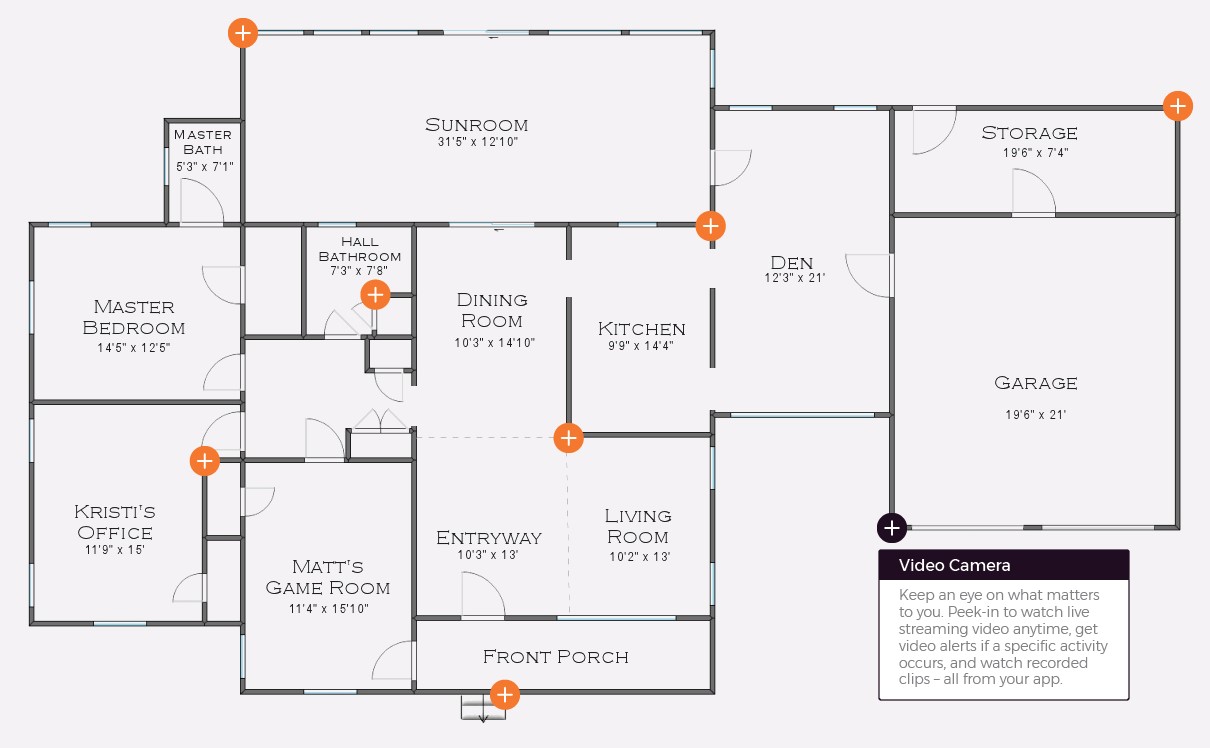 Sunroom
31'5" x 12'10"
Master
Bath
5'3" x 7'1"
Storage
19'6" x 7'4"
Hall
Bathroom
7'3" x 7'8"
Den
12'3" x 21'
Master
Bedroom
14'5" x 12'5"
Dining
Room
10'3" x 14'10"
Kitchen
9'9" x 14'4"
Garage
19'6" x 21'
Kristi's
Office
11'9" x 15'
Entryway
10'3" x 13'
Living
Room
10'2" x 13'
Matt's
Game Room
11'4" x 15'10"
Front Porch
Video Camera
Keep an eye on what matters
to you. Peek-in to watch live
streaming video anytime, get
video alerts if a specific activity
occurs, and watch recorded
clips – all from your app.